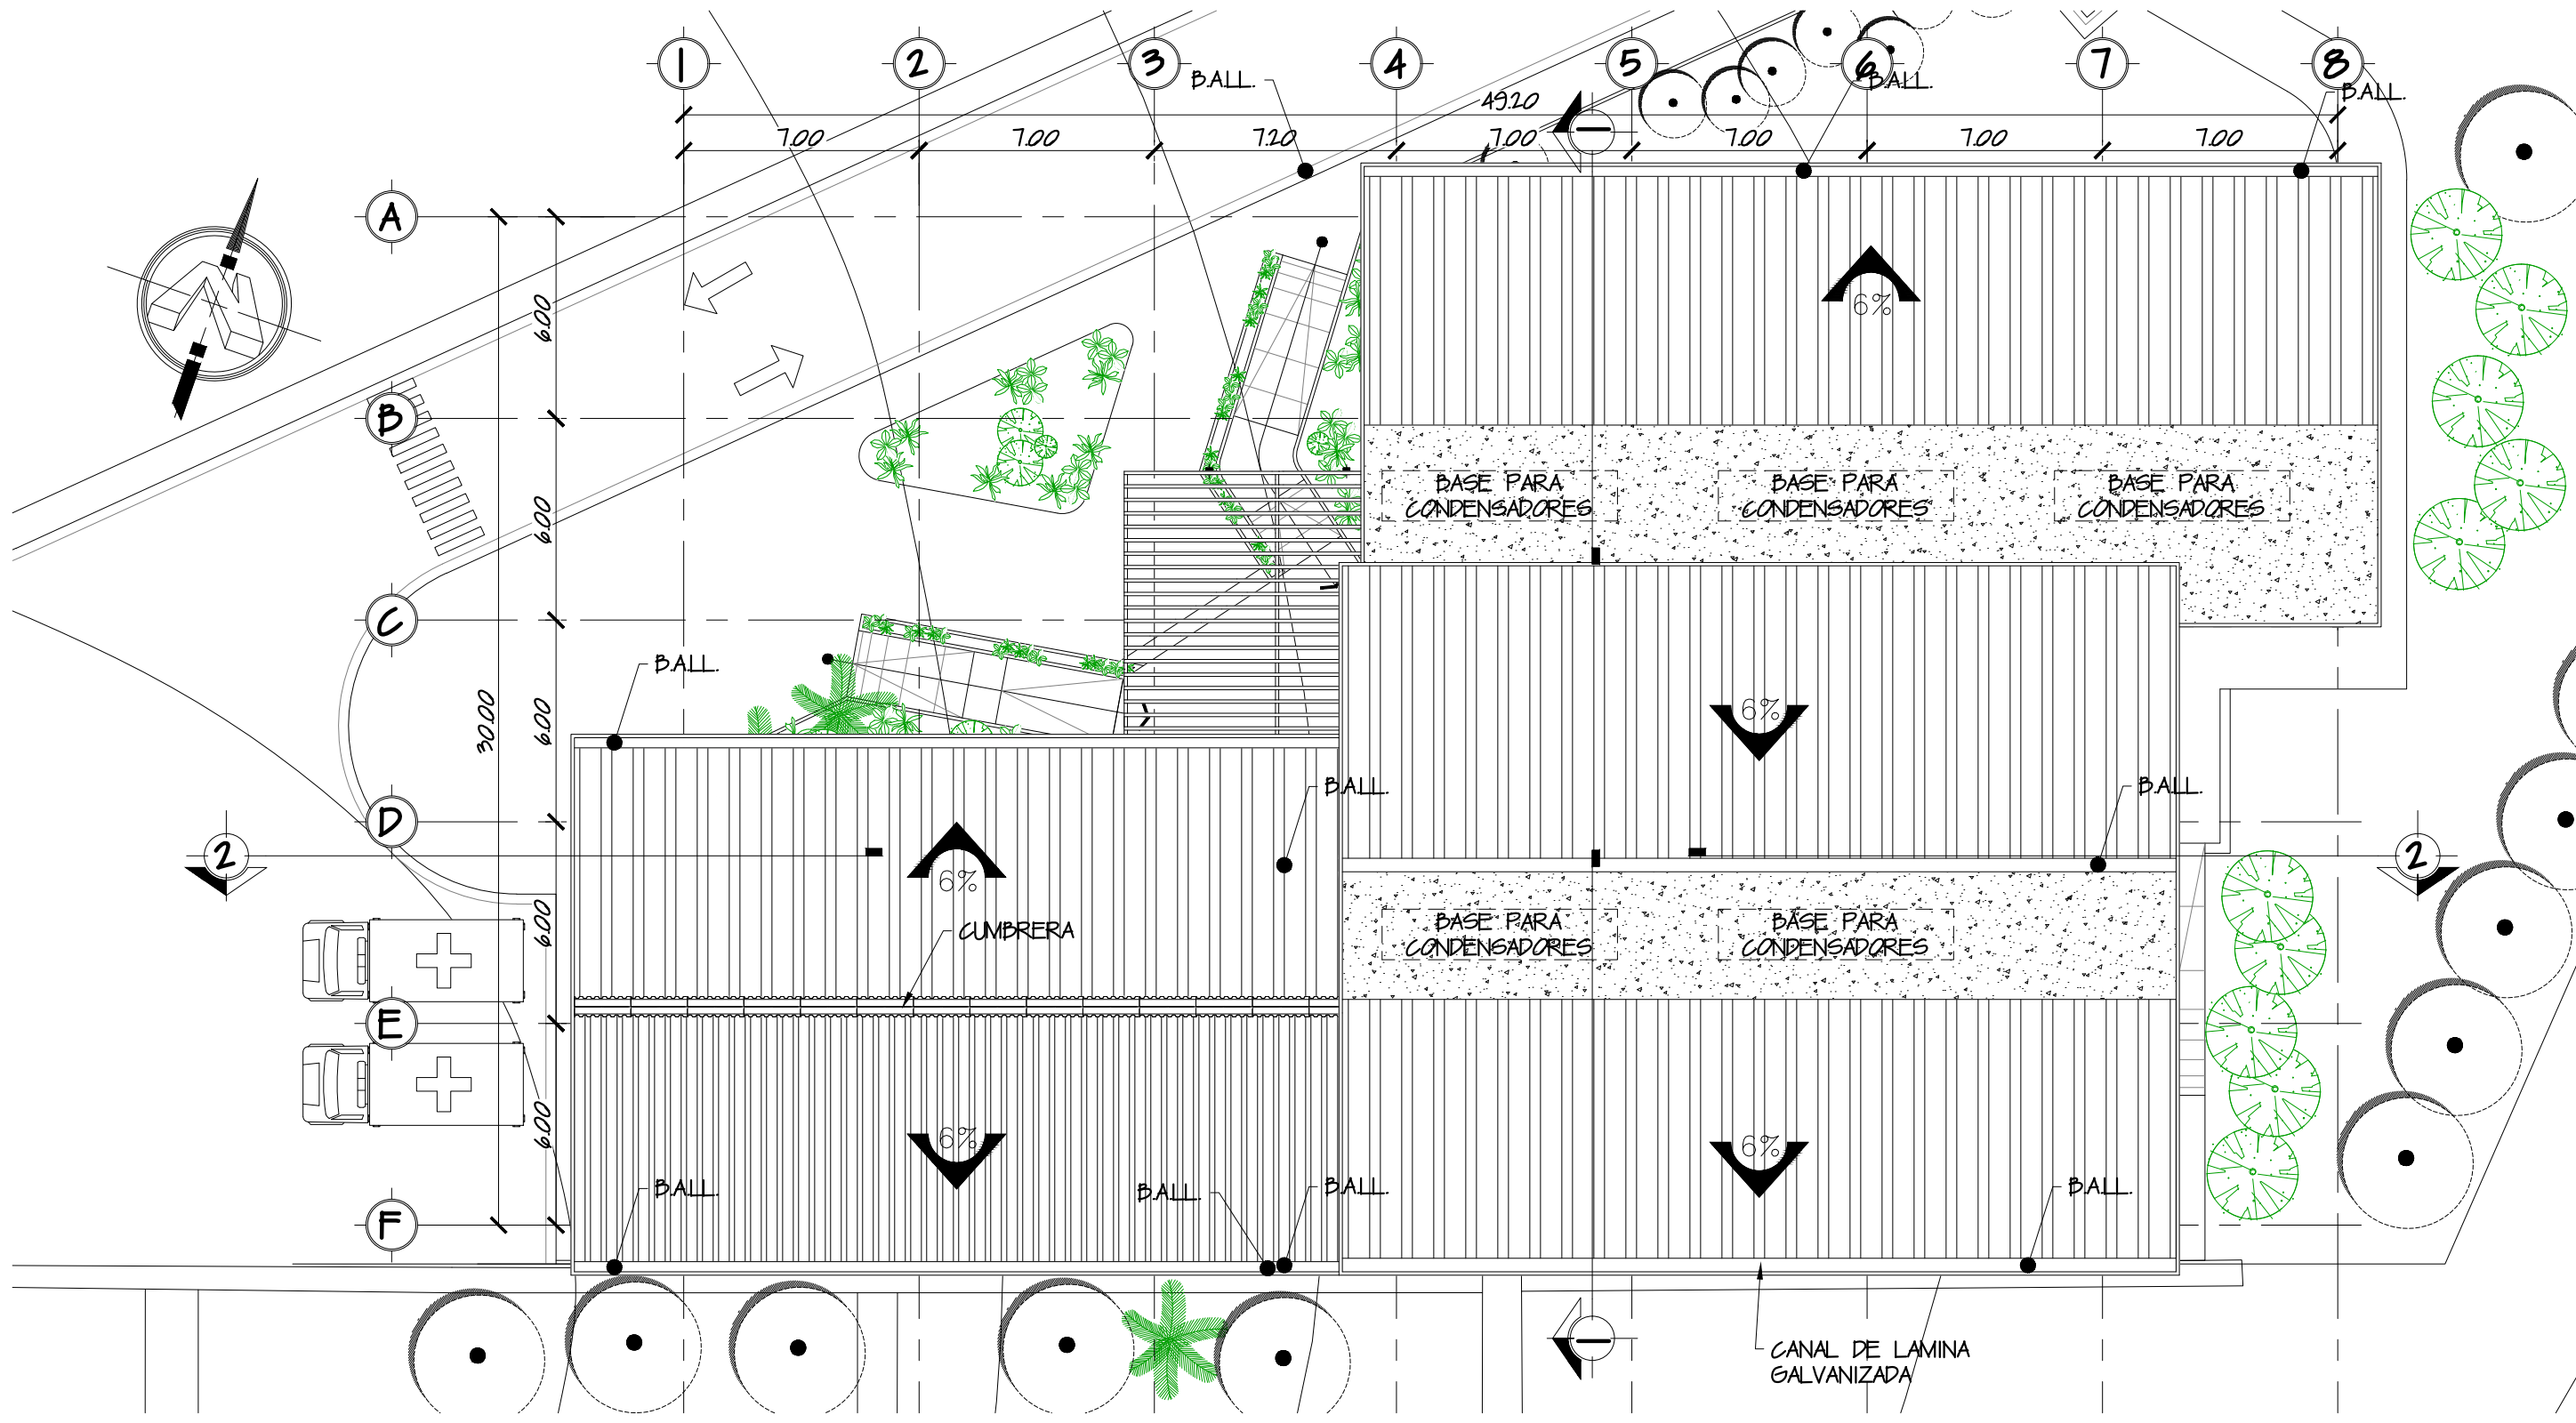 1 2 3 4 5 6 7 8
B.A.LL. B.A.LL. B.A.LL.
49.20
7.00 7.00 7.20 7.00 7.00 7.00 7.00
1
A
N
6.00
6%
B
BASE PARA BASE PARA BASE PARA
CONDENSADORES CONDENSADORES CONDENSADORES
6.00
C
B.A.LL.
30.00
6.00
6%
B.A.LL. B.A.LL.
D
2 2
6%
6.00
CUMBRERA
BASE PARA BASE PARA
CONDENSADORES CONDENSADORES
E
6.00
6% 6%
B.A.LL. B.A.LL. B.A.LL. B.A.LL.
F
1
CANAL DE LAMINA
GALVANIZADA